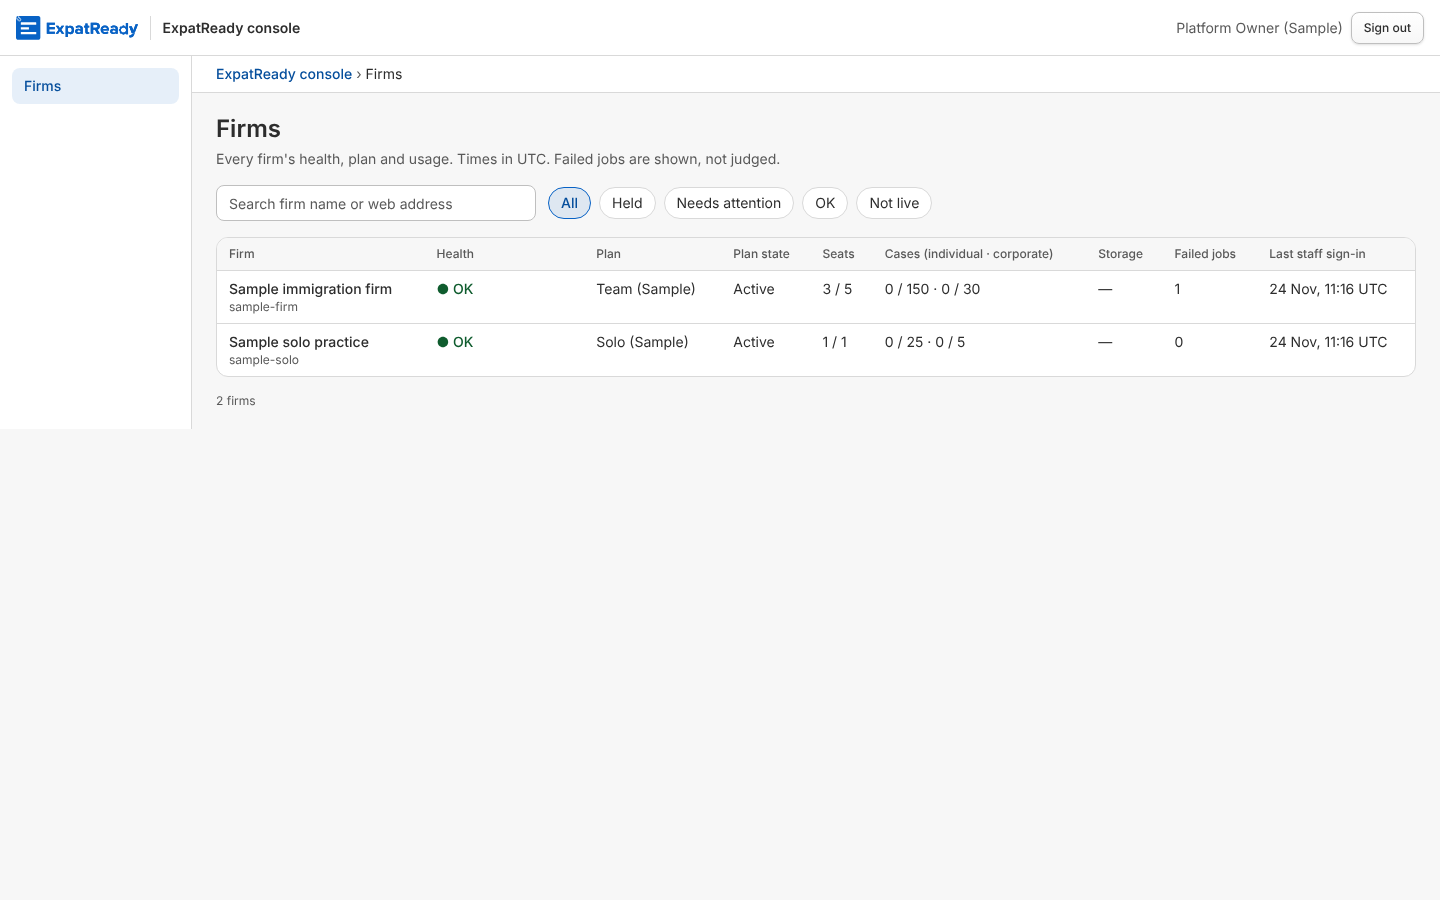 ExpatReady
ExpatReady console
Platform Owner (Sample)
Sign out
Firms
ExpatReady console › Firms
Firms
Every firm's health, plan and usage. Times in UTC. Failed jobs are shown, not judged.
Search firm name or web address
All
Held
Needs attention
OK
Not live
Firm Health Plan Plan state Seats Cases (individual · corporate) Storage Failed jobs Last staff sign-in
Sample immigration firm OK Team (Sample) Active 3 / 5 0 / 150 · 0 / 30 — 1 24 Nov, 11:16 UTC
sample-firm
Sample solo practice OK Solo (Sample) Active 1 / 1 0 / 25 · 0 / 5 — 0 24 Nov, 11:16 UTC
sample-solo
2 firms